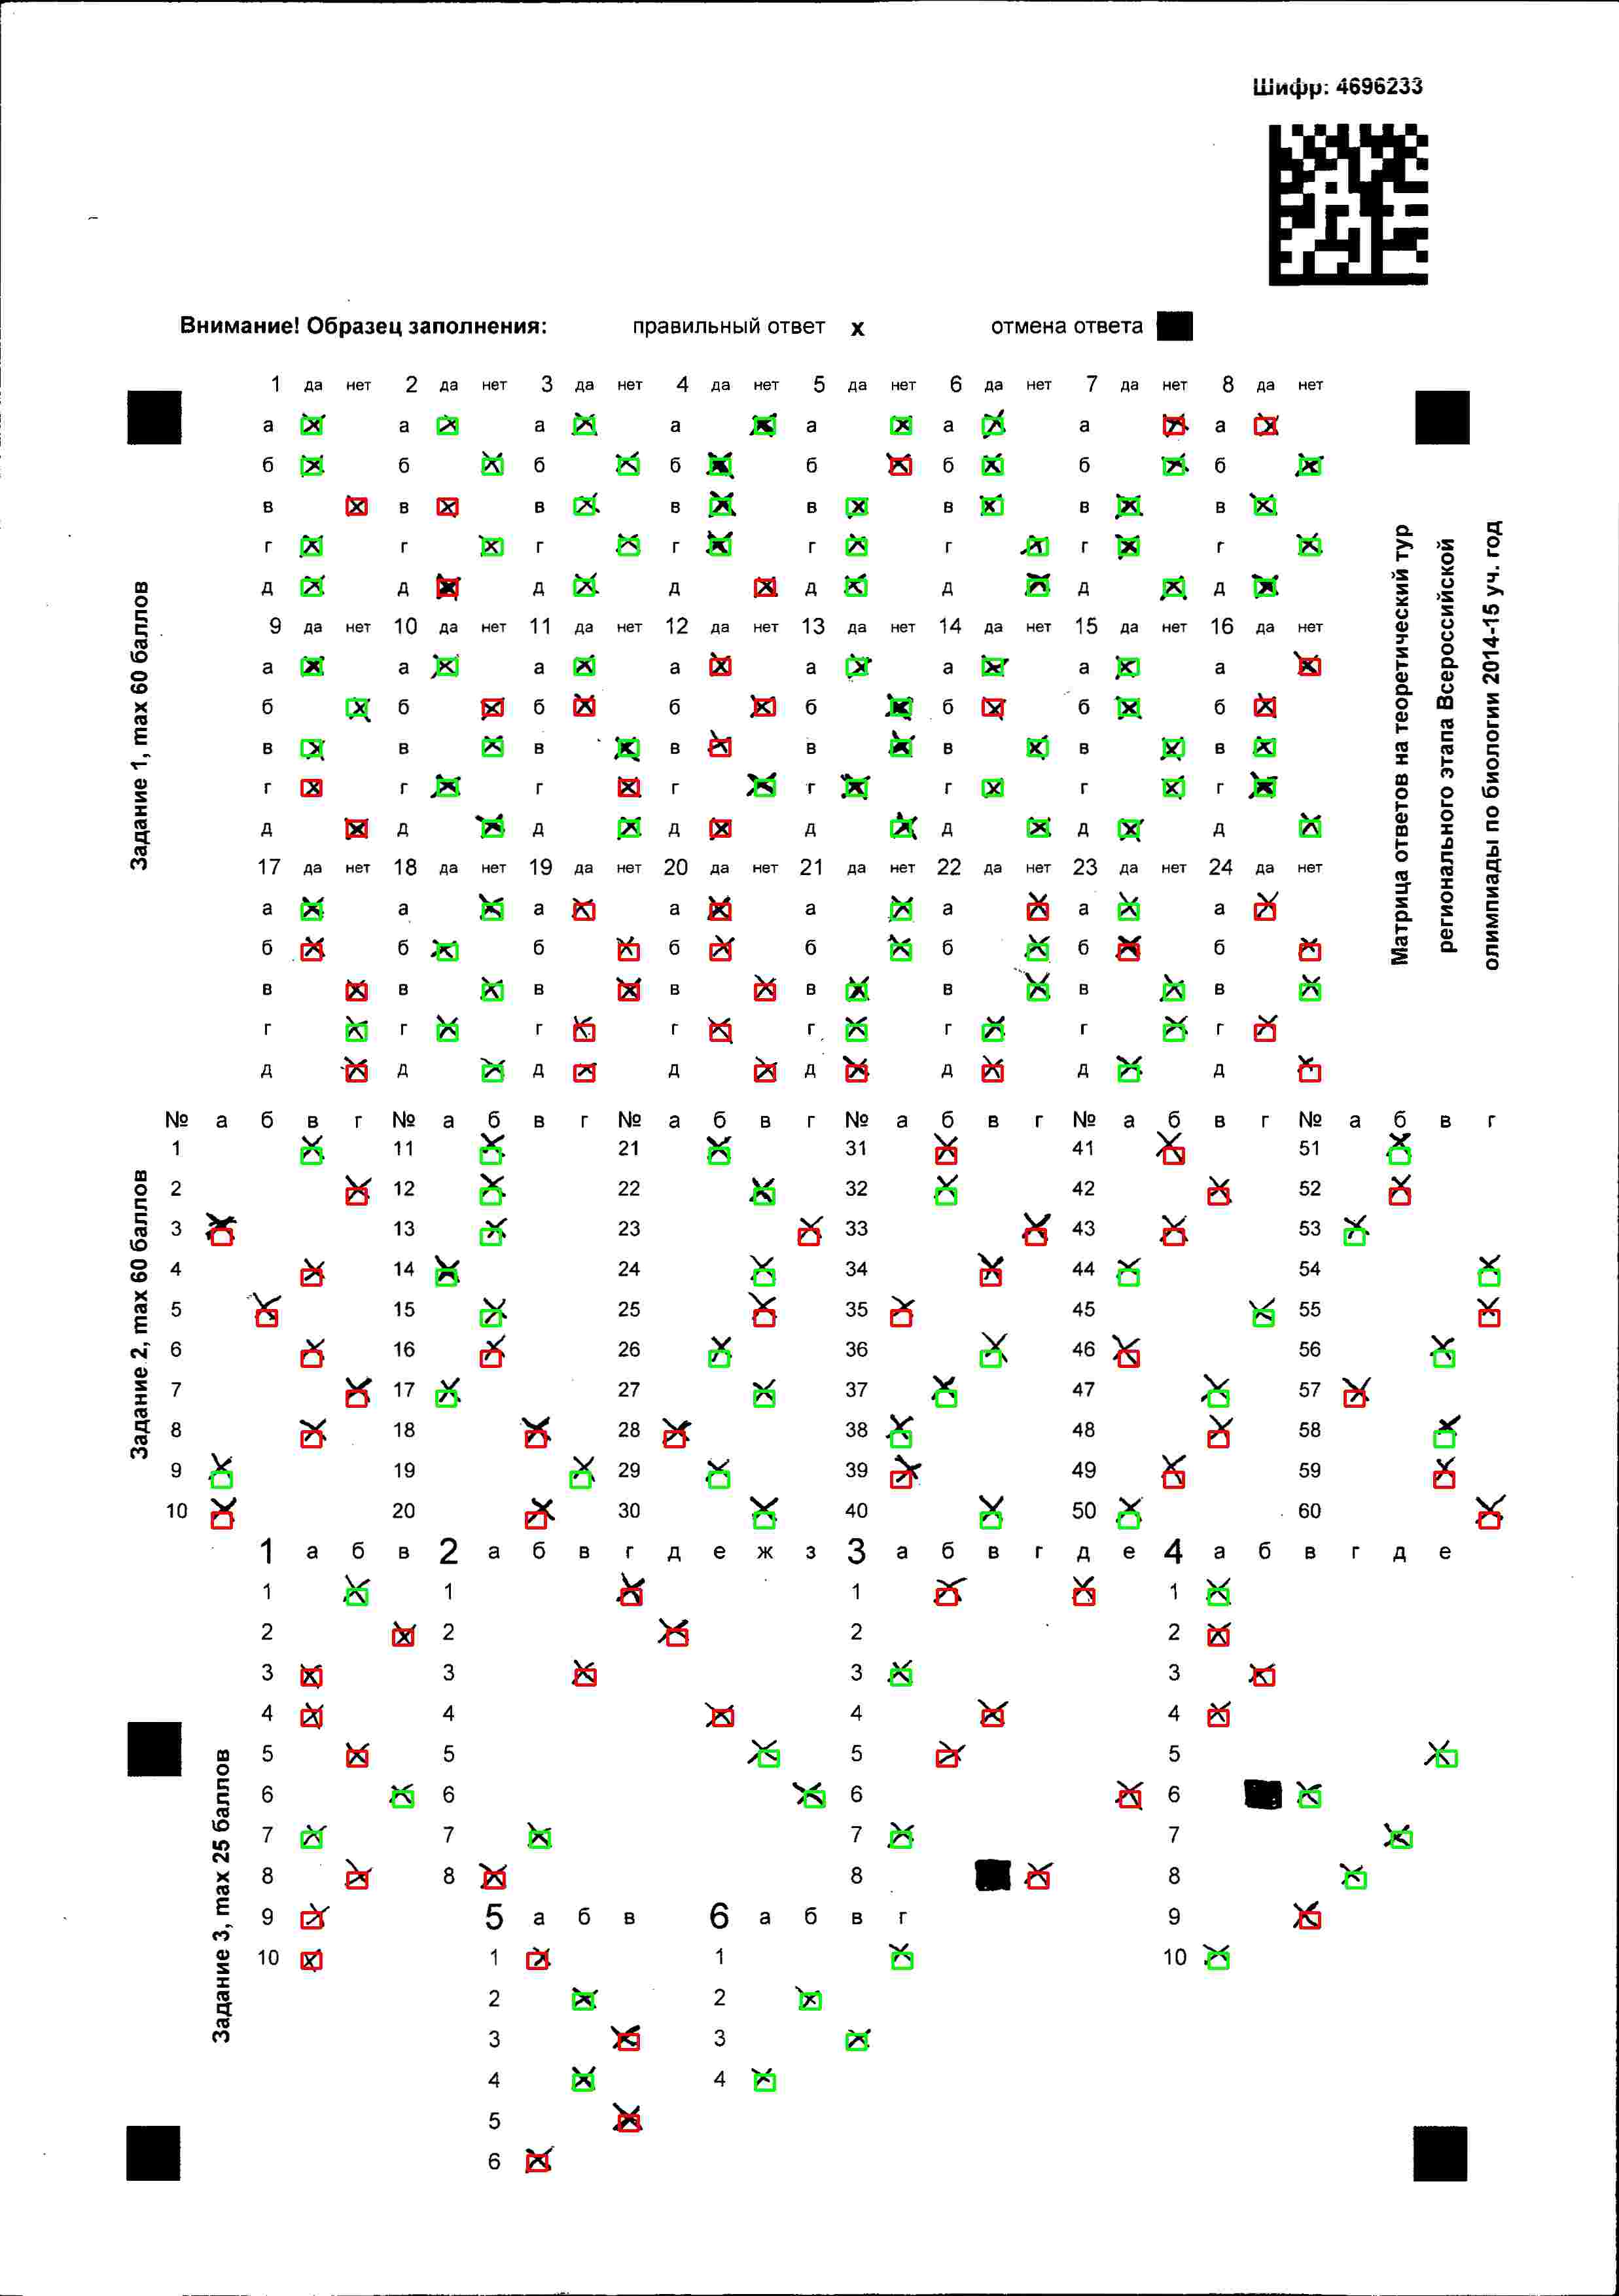 Шифр: 4696233
Внимание! Образец заполнения: правильный ответ x отмена ответа
Матрица ответов на теоретический тур
регионального этапа Всероссийской
олимпиады по биологии 2014-15 уч. год
Задание 1, max 60 баллов
1 да нет 2 да нет 3 да нет 4 да нет 5 да нет 6 да нет 7 да нет 8 да нет
а а а а а а а а
б б б б б б б б
в в в в в в в в
г г г г г г г г
д д д д д д д д
9 да нет 10 да нет 11 да нет 12 да нет 13 да нет 14 да нет 15 да нет 16 да нет
а а а а а а а а
б б б б б б б б
в в в в в в в в
г г г г г г г г
д д д д д д д д
17 да нет 18 да нет 19 да нет 20 да нет 21 да нет 22 да нет 23 да нет 24 да нет
а а а а а а а а
б б б б б б б б
в в в в в в в в
г г г г г г г г
д д д д д д д д
Задание 2, max 60 баллов
№ а б в г № а б в г № а б в г № а б в г № а б в г № а б в г
1 11 21 31 41 51
2 12 22 32 42 52
3 13 23 33 43 53
4 14 24 34 44 54
5 15 25 35 45 55
6 16 26 36 46 56
7 17 27 37 47 57
8 18 28 38 48 58
9 19 29 39 49 59
10 20 30 40 50 60
Задание 3, max 25 баллов
1 а б в 2 а б в г д е ж з 3 а б в г д е 4 а б в г д е
1 1 1 1
2 2 2 2
3 3 3 3
4 4 4 4
5 5 5 5
6 6 6 6
7 7 7 7
8 8 8 8
9 5 а б в 6 а б в г 9
10 1 1 10
2 2
3 3
4 4
5
6